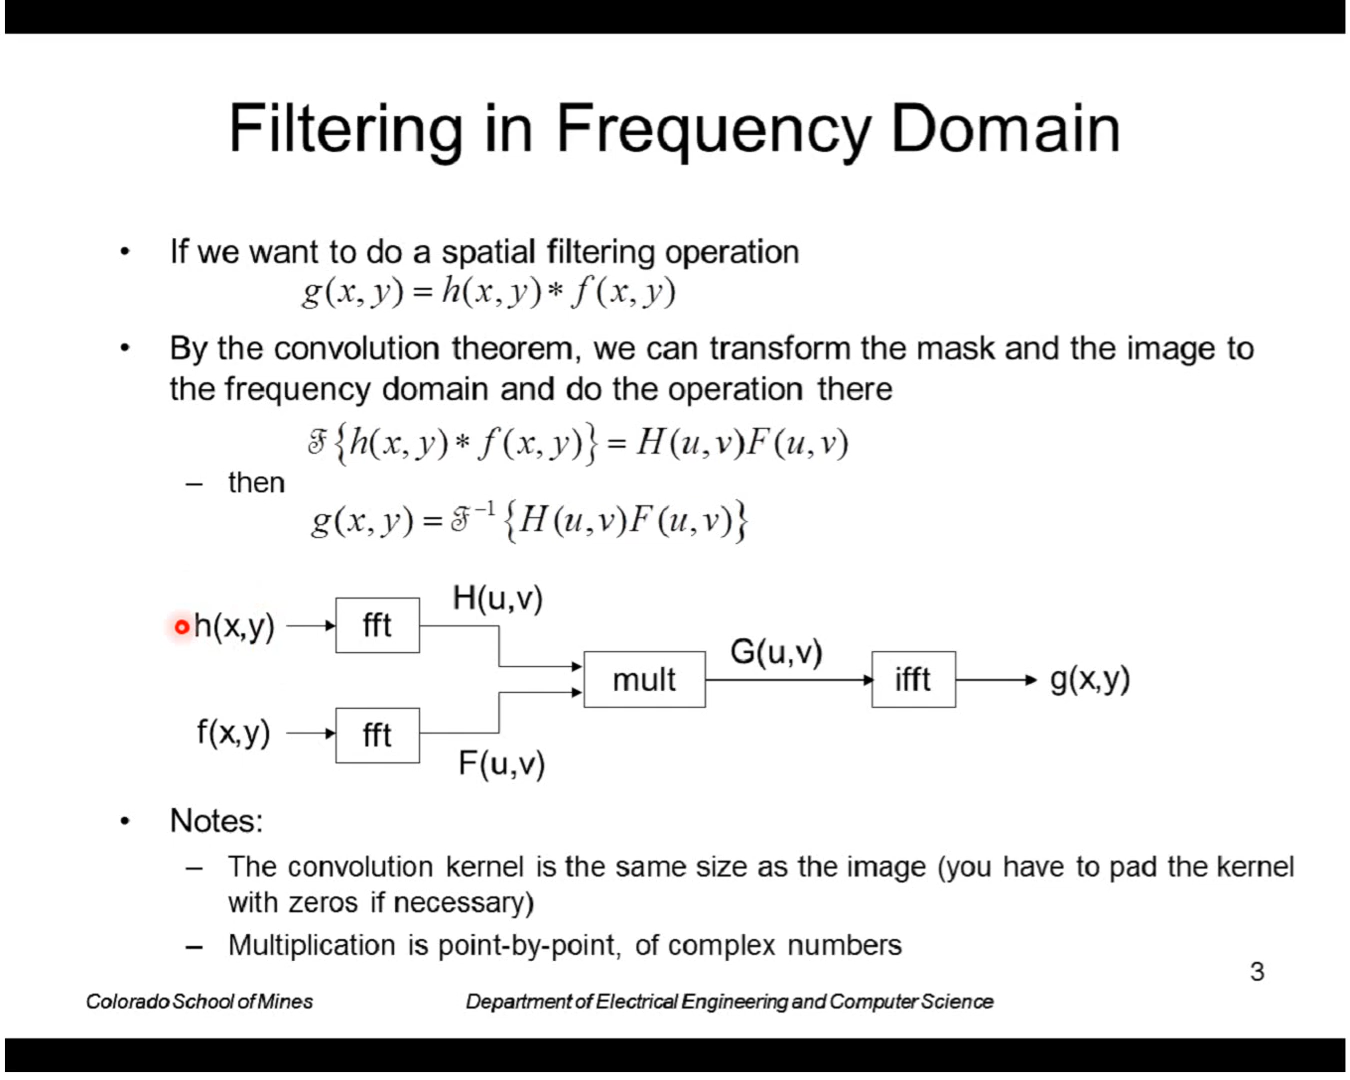 Filtering in Frequency Domain
• If we want to do a spatial filtering operation
g(x, y) = h(x, y) * f(x, y)
• By the convolution theorem, we can transform the mask and the image to
the frequency domain and do the operation there
𝔉{h(x, y) * f(x, y)} = H(u,v)F(u,v)
– then
g(x, y) = 𝔉⁻¹{H(u,v)F(u,v)}
H(u,v)
h(x,y) fft
G(u,v)
mult ifft g(x,y)
f(x,y) fft
F(u,v)
• Notes:
– The convolution kernel is the same size as the image (you have to pad the kernel
with zeros if necessary)
– Multiplication is point-by-point, of complex numbers
3
Colorado School of Mines Department of Electrical Engineering and Computer Science